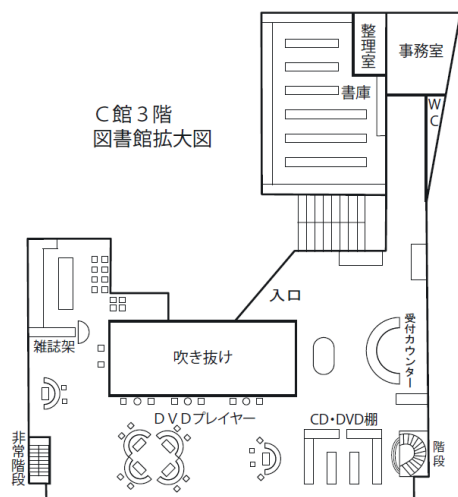 整理室
事務室
書庫
WC
C館3階
図書館拡大図
入口
受付カウンター
吹き抜け
雑誌架
DVDプレイヤー
CD・DVD棚
非常階段
階段